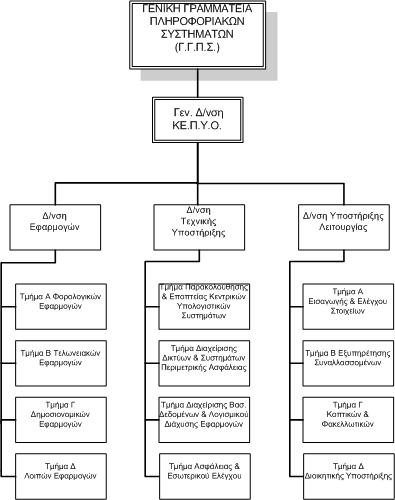 ΓΕΝΙΚΗ ΓΡΑΜΜΑΤΕΙΑ
ΠΛΗΡΟΦΟΡΙΑΚΩΝ
ΣΥΣΤΗΜΑΤΩΝ
(Γ.Γ.Π.Σ.)
Γεν. Δ/νση
ΚΕ.Π.Υ.Ο.
Δ/νση
Εφαρμογών
Δ/νση
Τεχνικής
Υποστήριξης
Δ/νση Υποστήριξης
Λειτουργίας
Τμήμα Α Φορολογικών
Εφαρμογών
Τμήμα Παρακολούθησης
& Εποπτείας Κεντρικών
Υπολογιστικών
Συστημάτων
Τμήμα Α
Εισαγωγής & Ελέγχου
Στοιχείων
Τμήμα Β Τελωνειακών
Εφαρμογών
Τμήμα Διαχείρισης
Δικτύων & Συστημάτων
Περιμετρικής Ασφάλειας
Τμήμα Β Εξυπηρέτησης
Συναλλασσομένων
Τμήμα Γ
Δημοσιονομικών
Εφαρμογών
Τμήμα Διαχείρισης Βασ.
Δεδομένων & Λογισμικού
Διάχυσης Εφαρμογών
Τμήμα Γ
Κοπτικών &
Φακελλωτικών
Τμήμα Δ
Λοιπών Εφαρμογών
Τμήμα Ασφάλειας &
Εσωτερικού Ελέγχου
Τμήμα Δ
Διοικητικής Υποστήριξης